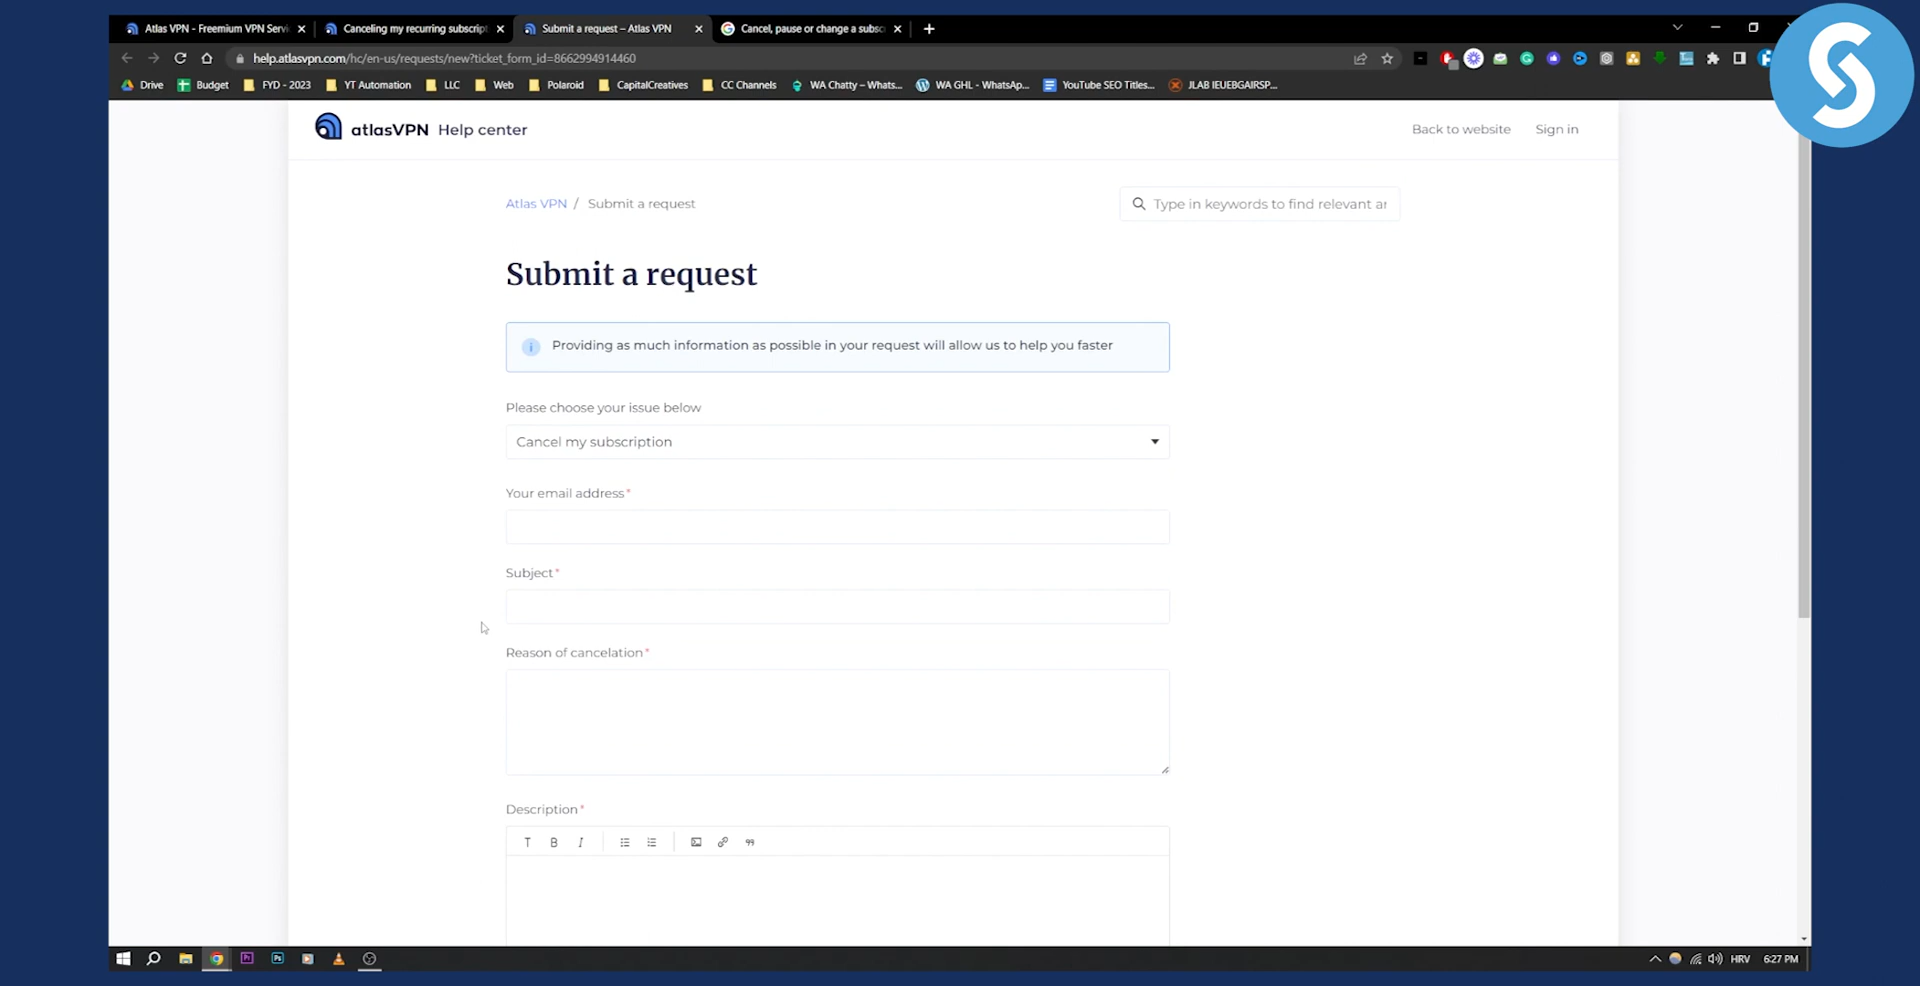 Atlas VPN - Freemium VPN Servi
Canceling my recurring subscript
Submit a request – Atlas VPN
Cancel, pause or change a subsc
help.atlasvpn.com/hc/en-us/requests/new?ticket_form_id=8662994914460
Drive
Budget
FYD - 2023
YT Automation
LLC
Web
Polaroid
CapitalCreatives
CC Channels
WA Chatty – Whats...
WA GHL - WhatsAp...
YouTube SEO Titles...
JLAB IEUEBGAIRSP...
atlasVPN Help center
Back to website
Sign in
Atlas VPN / Submit a request
Type in keywords to find relevant ar
Submit a request
Providing as much information as possible in your request will allow us to help you faster
Please choose your issue below
Cancel my subscription
Your email address*
Subject*
Reason of cancelation*
Description*
HRV
6:27 PM